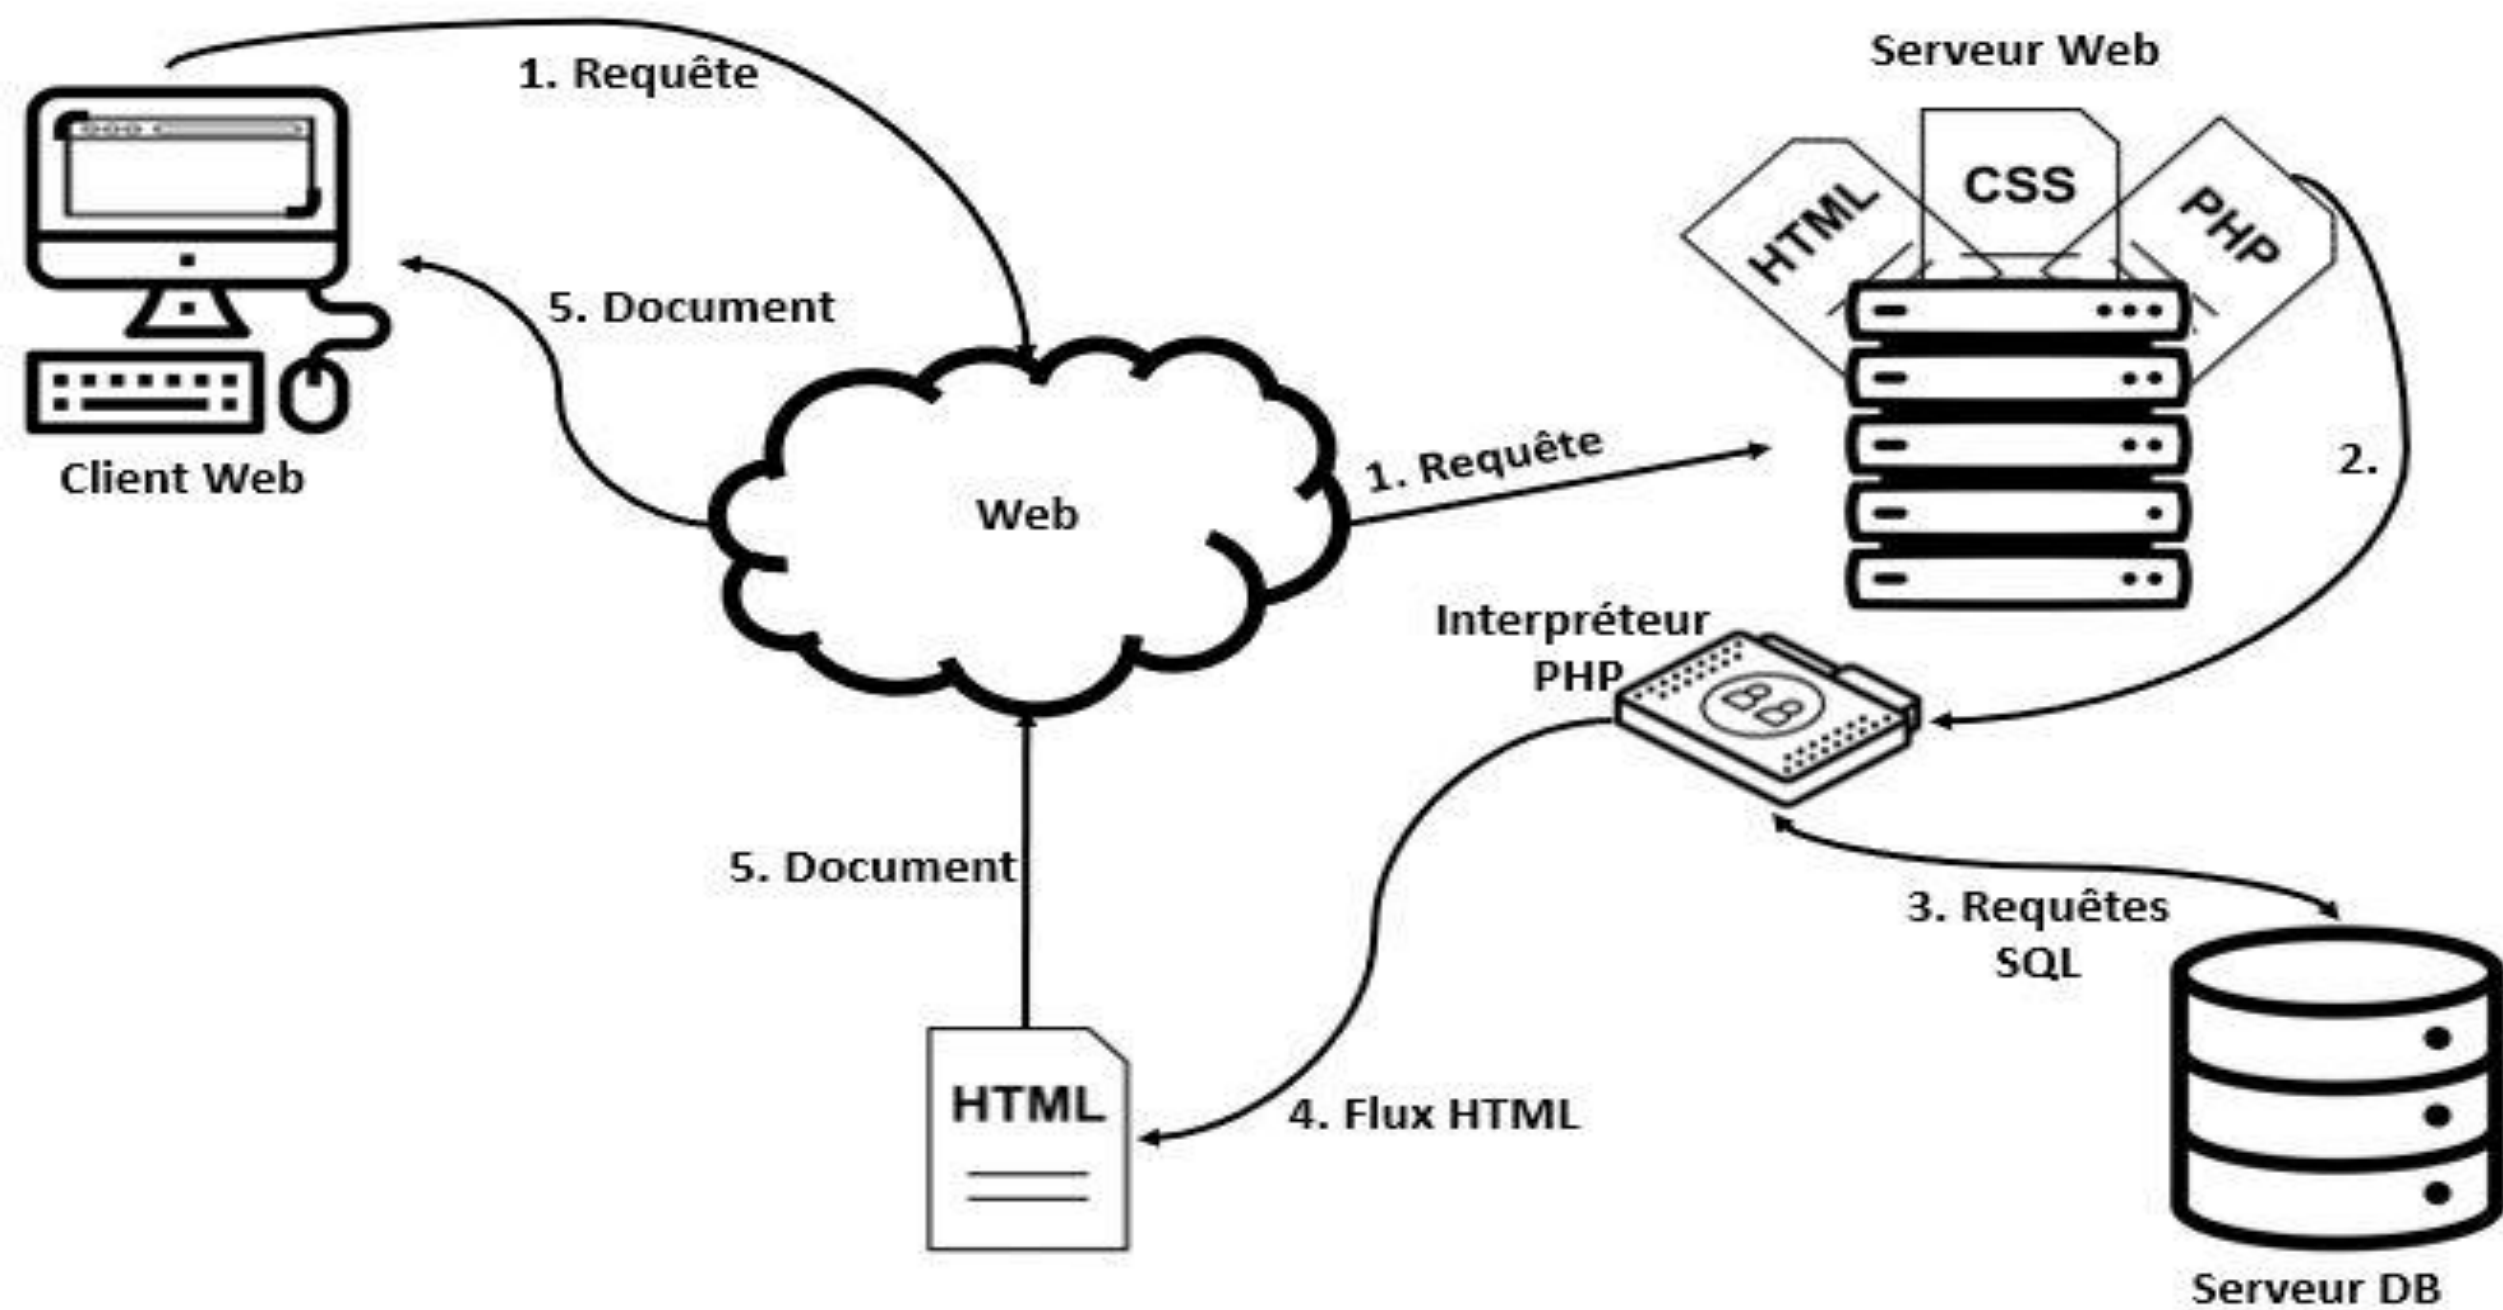 Serveur Web
1. Requête
HTML
CSS
PHP
5. Document
Client Web
1. Requête
2.
Web
Interpréteur
PHP
5. Document
3. Requêtes
SQL
HTML
4. Flux HTML
Serveur DB